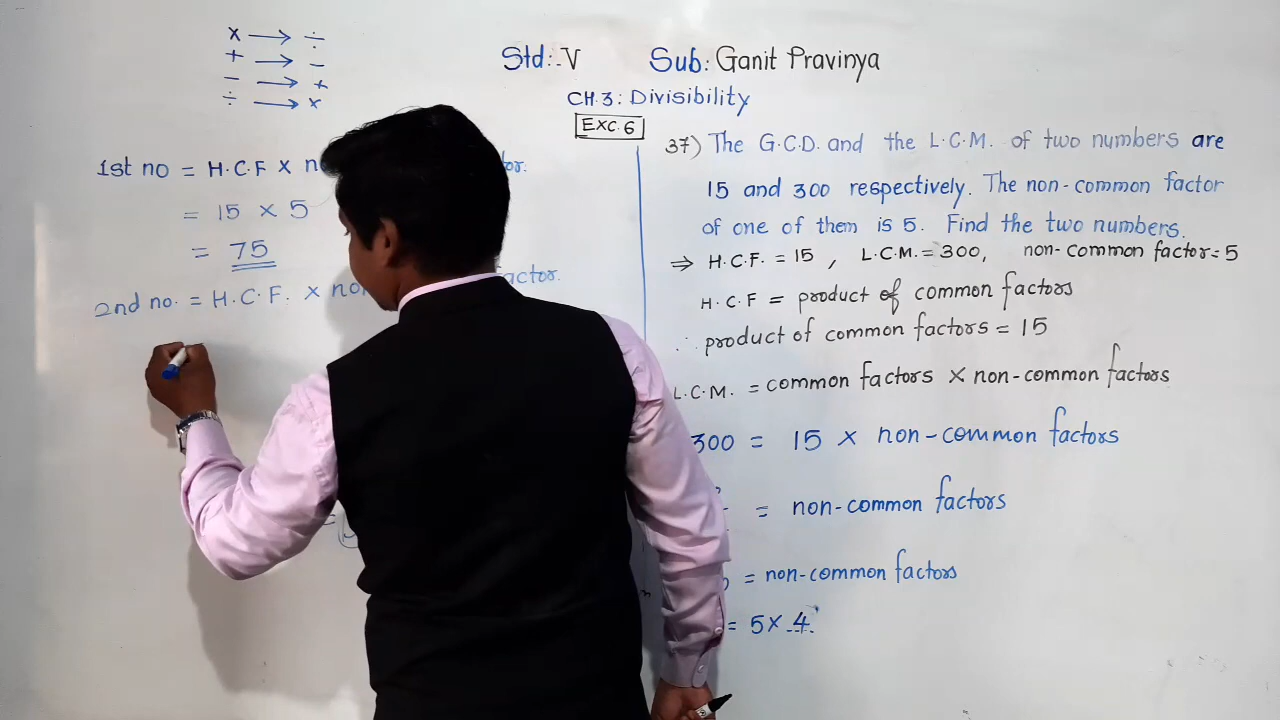 × → ÷
+ → −
− → +
÷ → ×
Std:-V Sub: Ganit Pravinya
CH.3: Divisibility
EXC.6
1st no = H.C.F × tor.
= 15 × 5
= 75
2nd no. = H.C.F. × actor.
37) The G.C.D. and the L.C.M. of two numbers are
15 and 300 respectively. The non-common factor
of one of them is 5. Find the two numbers.
⇒ H.C.F. = 15, L.C.M. = 300, non-common factor = 5
H.C.F = product of common factors
∴ product of common factors = 15
L.C.M. = common factors × non-common factors
300 = 15 × non-common factors
= non-common factors
= non-common factors
= 5 × 4